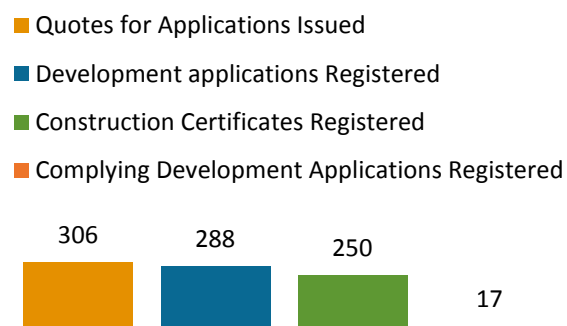 Quotes for Applications Issued
Development applications Registered
Construction Certificates Registered
Complying Development Applications Registered
306
288
250
17